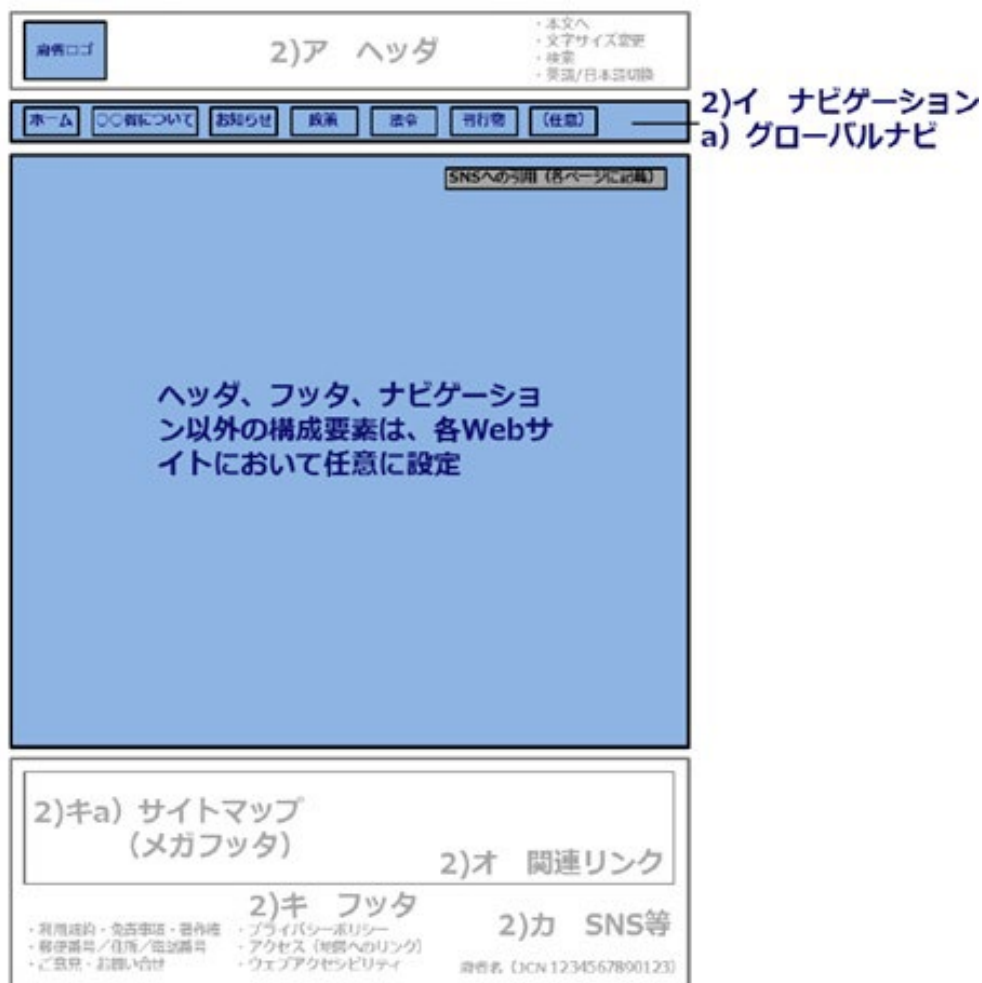 府省ロゴ
2)ア ヘッダ
・本文へ
・文字サイズ変更
・検索
・英語/日本語切換
ホーム
〇〇省について
お知らせ
政策
法令
刊行物
(任意)
2)イ ナビゲーション
a) グローバルナビ
SNSへの引用(各ページに記載)
ヘッダ、フッタ、ナビゲーショ
ン以外の構成要素は、各Webサ
イトにおいて任意に設定
2)キa) サイトマップ
(メガフッタ)
2)オ 関連リンク
2)キ フッタ
・利用規約・免責事項・著作権
・郵便番号/住所/電話番号
・ご意見・お問い合せ
・プライバシーポリシー
・アクセス(地図へのリンク)
・ウェブアクセシビリティ
2)カ SNS等
府省名(JCN 1234567890123)